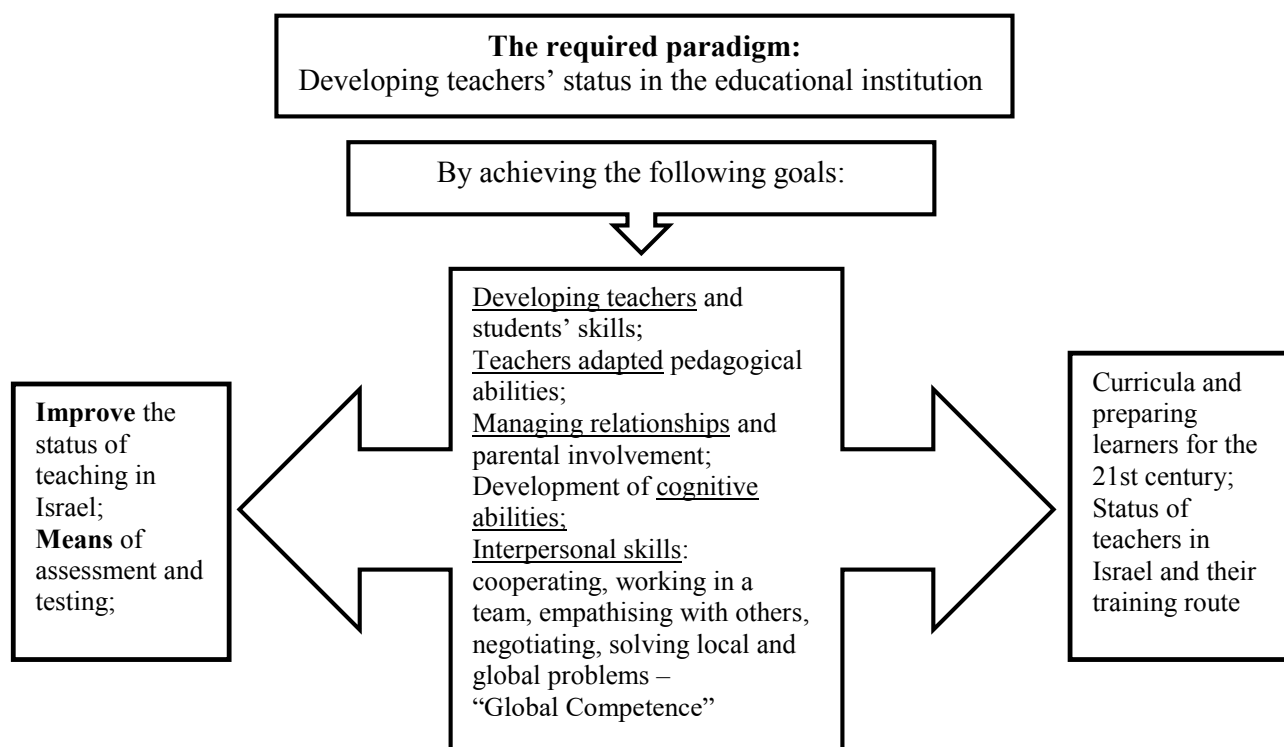 The required paradigm:
Developing teachers’ status in the educational institution
By achieving the following goals:
Developing teachers and
students’ skills;
Teachers adapted pedagogical
abilities;
Managing relationships and
parental involvement;
Development of cognitive
abilities;
Interpersonal skills:
cooperating, working in a
team, empathising with others,
negotiating, solving local and
global problems –
“Global Competence”
Improve the
status of
teaching in
Israel;
Means of
assessment and
testing;
Curricula and
preparing
learners for the
21st century;
Status of
teachers in
Israel and their
training route